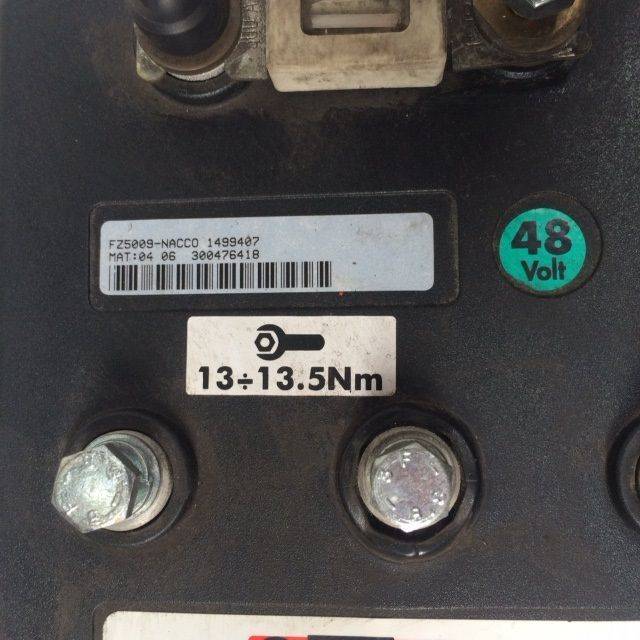 FZ5009-NACCO 1499407
MAT:04 06 300476418
48
Volt
13÷13.5Nm